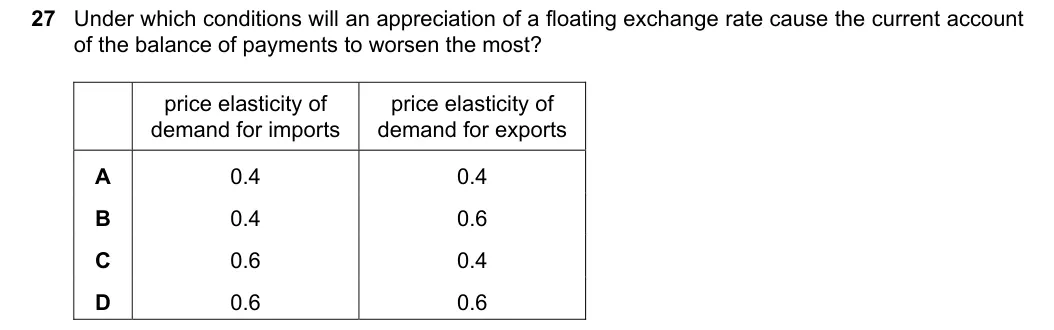 27 Under which conditions will an appreciation of a floating exchange rate cause the current account
of the balance of payments to worsen the most?
price elasticity of demand for imports price elasticity of demand for exports
A 0.4 0.4
B 0.4 0.6
C 0.6 0.4
D 0.6 0.6